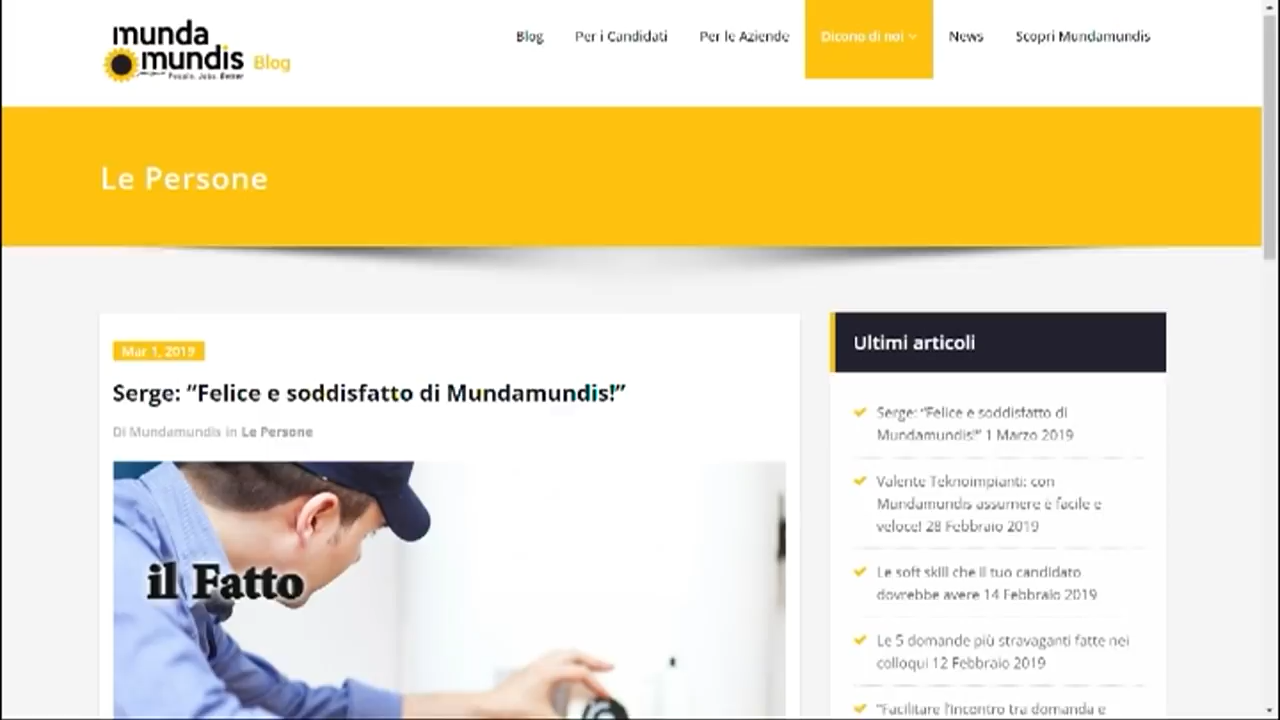 munda
mundis Blog
People. Jobs. Better
Blog
Per i Candidati
Per le Aziende
Dicono di noi
News
Scopri Mundamundis
Le Persone
Mar 1, 2019
Serge: “Felice e soddisfatto di Mundamundis!”
Di Mundamundis in Le Persone
il Fatto
Ultimi articoli
Serge: “Felice e soddisfatto di
Mundamundis!” 1 Marzo 2019
Valente Teknoimpianti: con
Mundamundis assumere è facile e
veloce! 28 Febbraio 2019
Le soft skill che il tuo candidato
dovrebbe avere 14 Febbraio 2019
Le 5 domande più stravaganti fatte nei
colloqui 12 Febbraio 2019
“Facilitare l’incontro tra domanda e